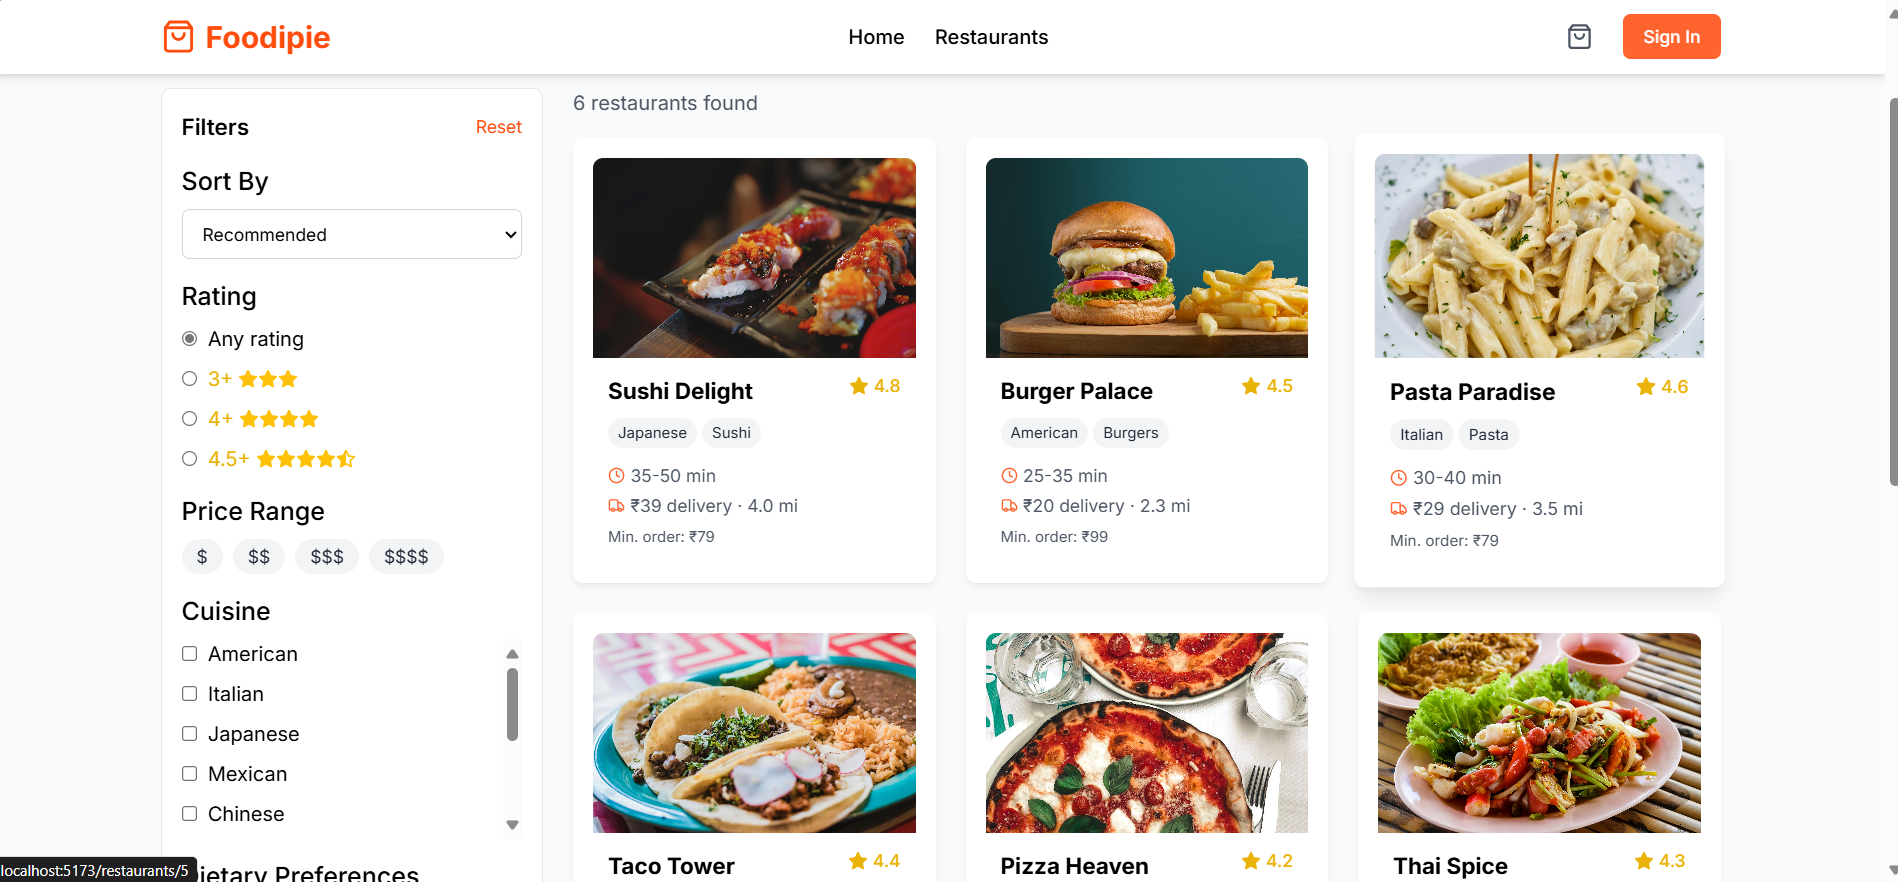 Foodipie
Home
Restaurants
Sign In
Filters
Reset
Sort By
Recommended
Rating
Any rating
3+
4+
4.5+
Price Range
$
$$
$$$
$$$$
Cuisine
American
Italian
Japanese
Mexican
Chinese
Dietary Preferences
6 restaurants found
Sushi Delight
4.8
Japanese
Sushi
35-50 min
₹39 delivery · 4.0 mi
Min. order: ₹79
Burger Palace
4.5
American
Burgers
25-35 min
₹20 delivery · 2.3 mi
Min. order: ₹99
Pasta Paradise
4.6
Italian
Pasta
30-40 min
₹29 delivery · 3.5 mi
Min. order: ₹79
Taco Tower
4.4
Pizza Heaven
4.2
Thai Spice
4.3
localhost:5173/restaurants/5